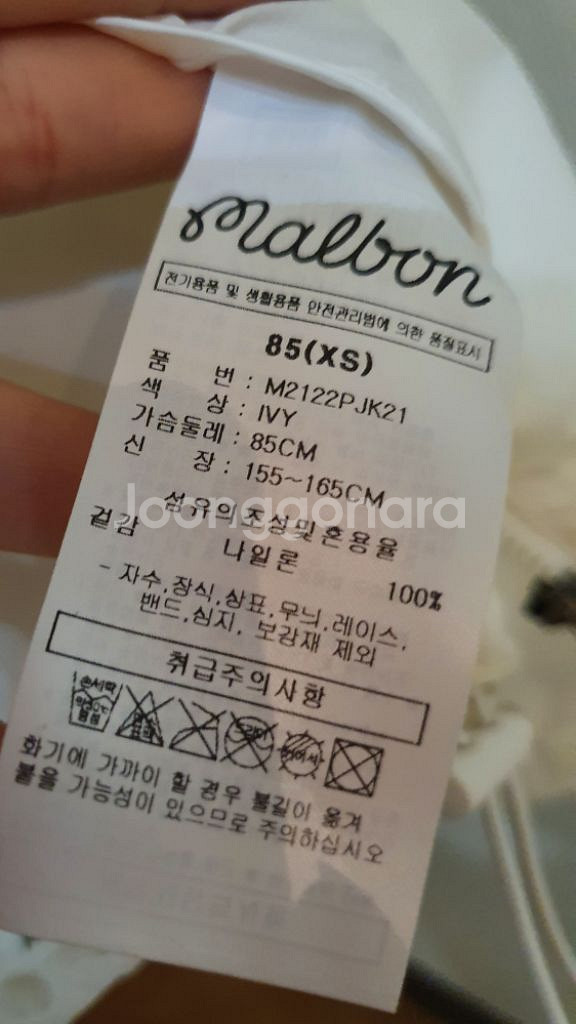 malbon
전기용품 및 생활용품 안전관리법에 의한 품질표시
85(XS)
품 번 : M2122PJK21
색 상 : IVY
가슴둘레 : 85CM
신 장 : 155~165CM
섬유의조성및혼용율
겉감 나일론 100%
- 자수,장식,상표,무늬,레이스,
밴드,심지, 보강재 제외
취급주의사항
손세탁
화기에 가까이 할 경우 불길이 옮겨
붙을 가능성이 있으므로 주의하십시오
Joonggonara